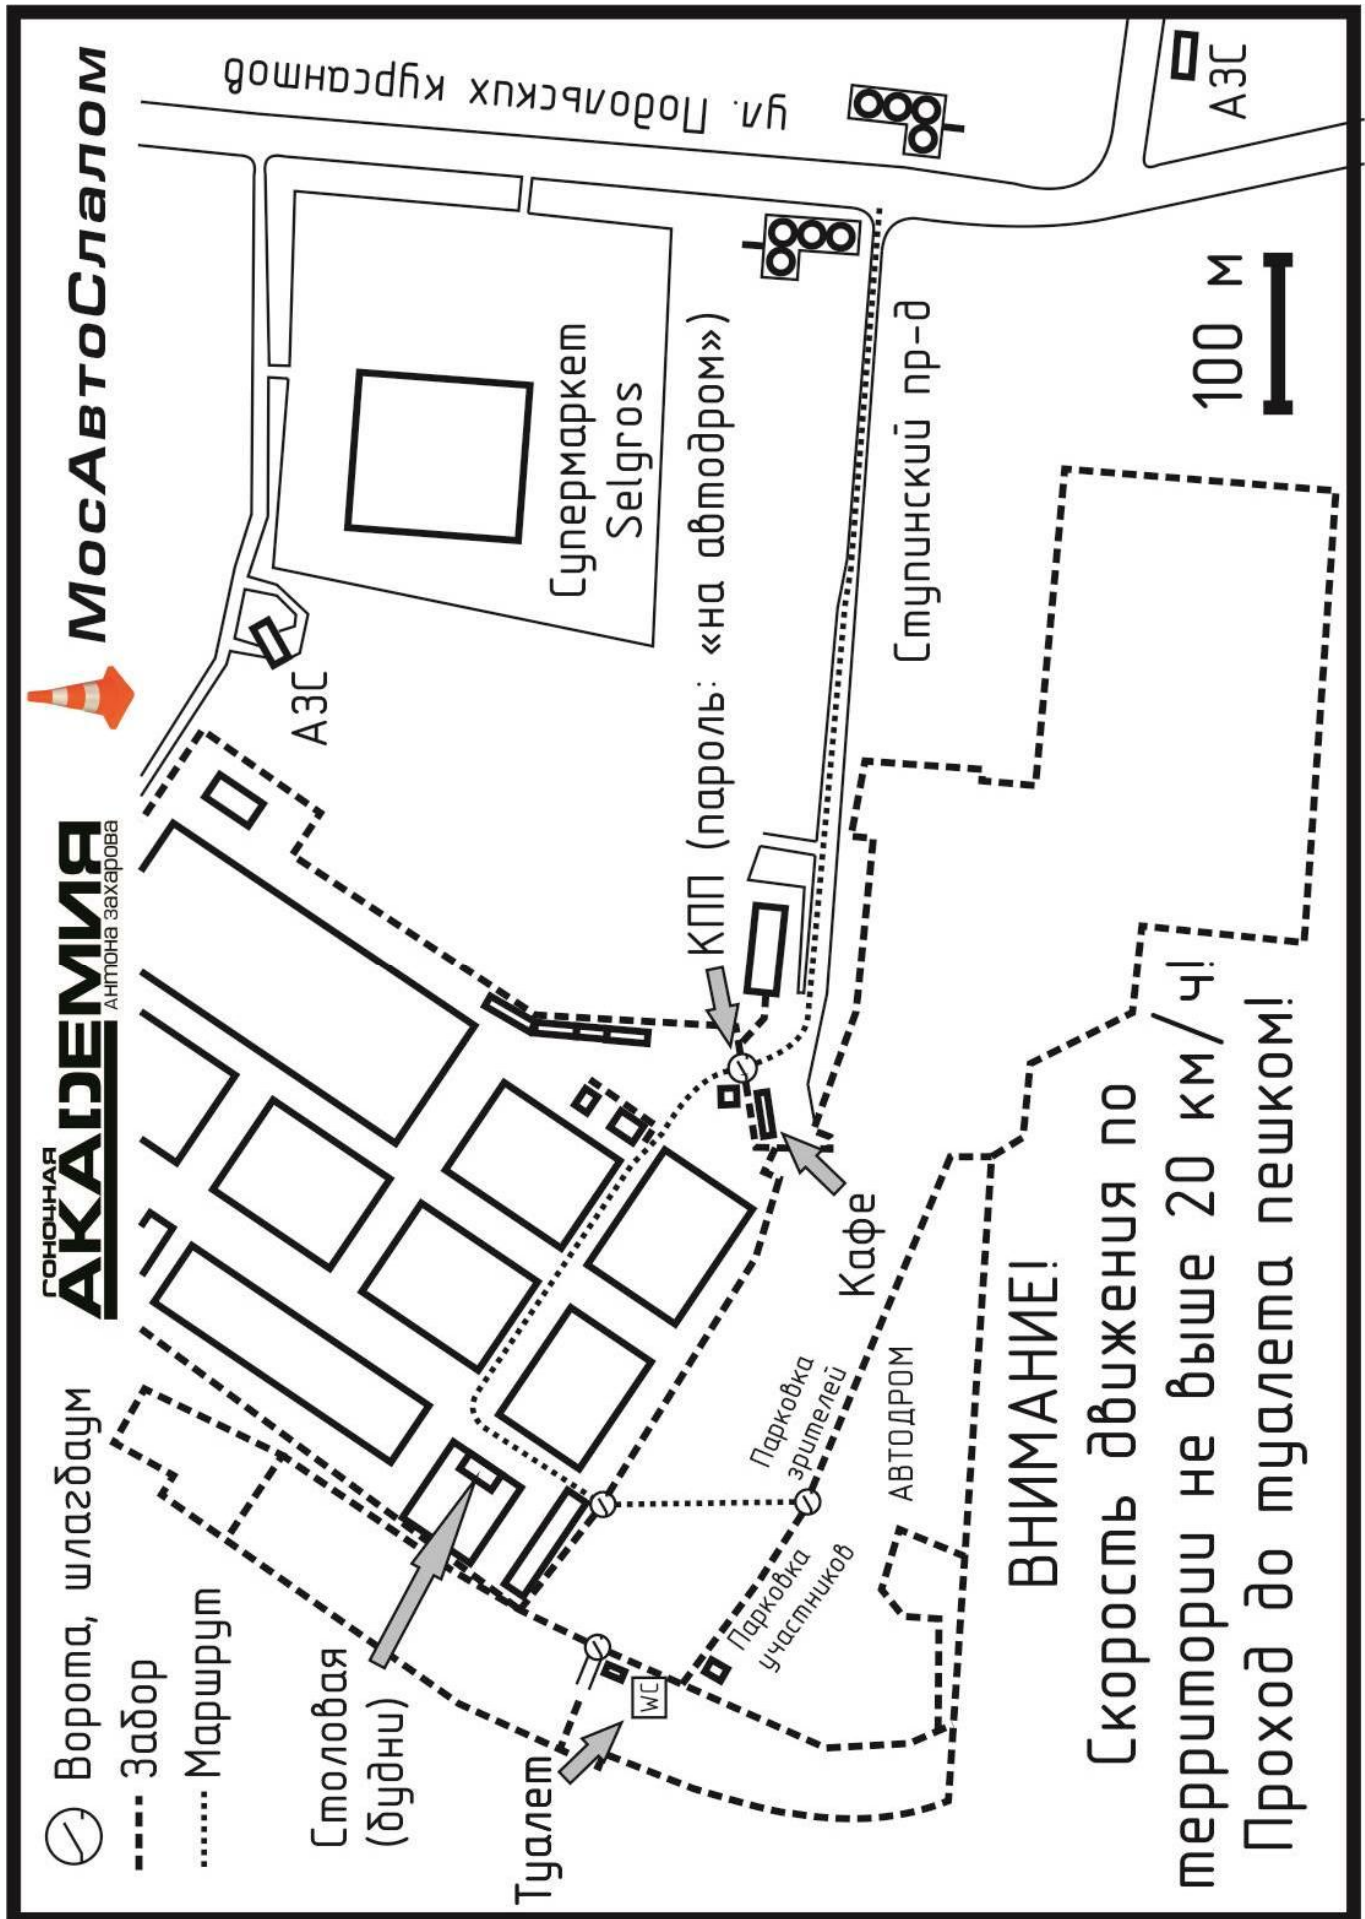 Ворота, шлагбаум
Забор
Маршрут
ГОНОЧНАЯ
АКАДЕМИЯ
Антона Захарова
МосАвтоСлалом
ул. Подольских курсантов
АЗС
АЗС
Супермаркет
Selgros
КПП (пароль: «на автодром»)
Ступинский пр-д
100 м
Столовая
(будни)
Туалет
WC
Кафе
Парковка
зрителей
Парковка
участников
АВТОДРОМ
ВНИМАНИЕ!
Скорость движения по
территории не выше 20 км/ч!
Проход до туалета пешком!